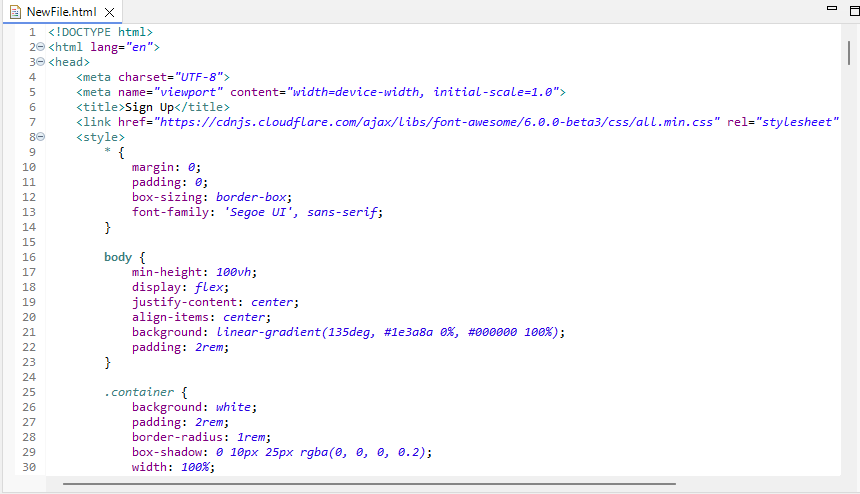 NewFile.html
1 <!DOCTYPE html>
2 <html lang="en">
3 <head>
4     <meta charset="UTF-8">
5     <meta name="viewport" content="width=device-width, initial-scale=1.0">
6     <title>Sign Up</title>
7     <link href="https://cdnjs.cloudflare.com/ajax/libs/font-awesome/6.0.0-beta3/css/all.min.css" rel="stylesheet"
8     <style>
9         * {
10             margin: 0;
11             padding: 0;
12             box-sizing: border-box;
13             font-family: 'Segoe UI', sans-serif;
14         }
15
16         body {
17             min-height: 100vh;
18             display: flex;
19             justify-content: center;
20             align-items: center;
21             background: linear-gradient(135deg, #1e3a8a 0%, #000000 100%);
22             padding: 2rem;
23         }
24
25         .container {
26             background: white;
27             padding: 2rem;
28             border-radius: 1rem;
29             box-shadow: 0 10px 25px rgba(0, 0, 0, 0.2);
30             width: 100%;